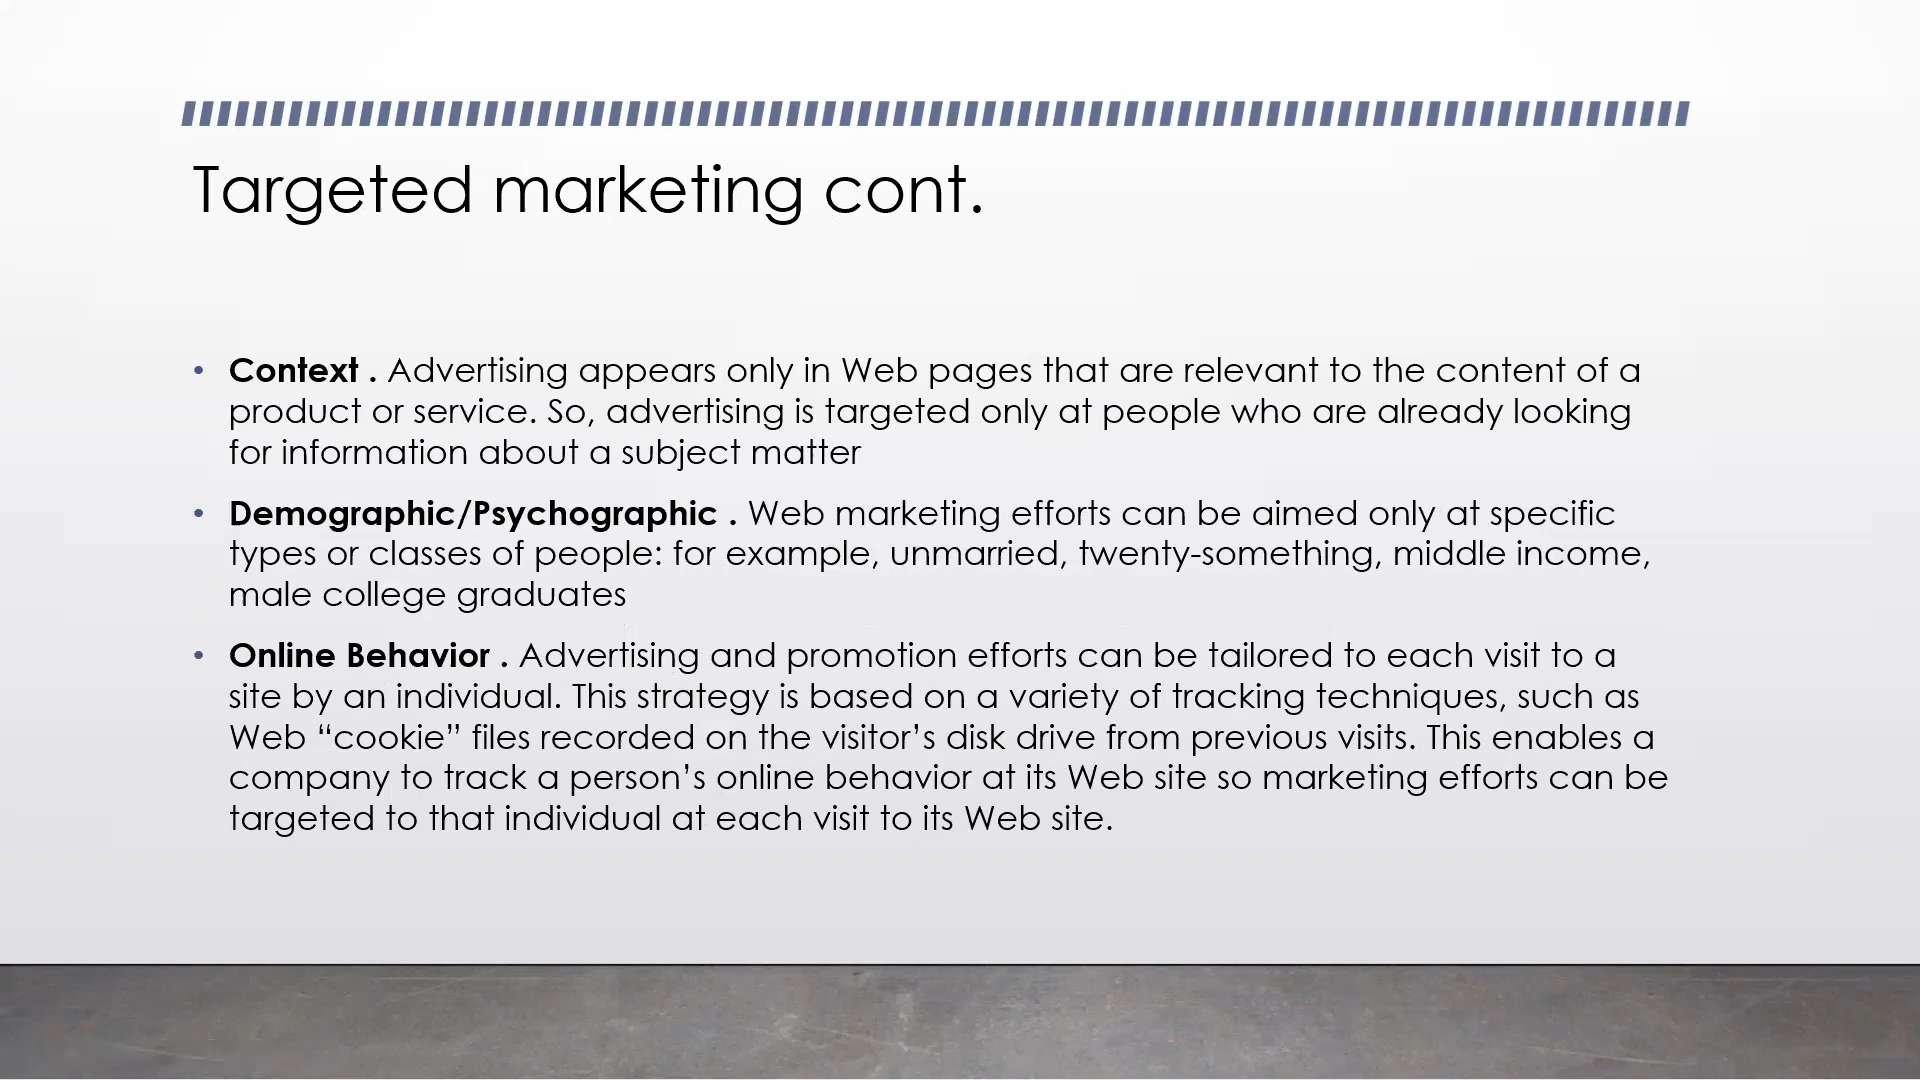 Targeted marketing cont.
• Context . Advertising appears only in Web pages that are relevant to the content of a
product or service. So, advertising is targeted only at people who are already looking
for information about a subject matter
• Demographic/Psychographic . Web marketing efforts can be aimed only at specific
types or classes of people: for example, unmarried, twenty-something, middle income,
male college graduates
• Online Behavior . Advertising and promotion efforts can be tailored to each visit to a
site by an individual. This strategy is based on a variety of tracking techniques, such as
Web “cookie” files recorded on the visitor’s disk drive from previous visits. This enables a
company to track a person’s online behavior at its Web site so marketing efforts can be
targeted to that individual at each visit to its Web site.